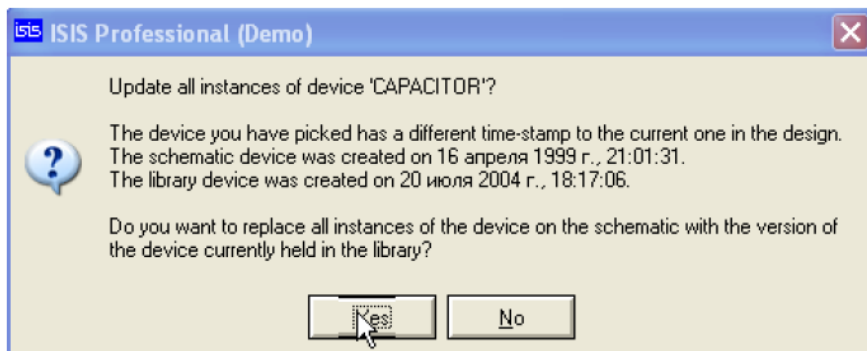 isis ISIS Professional (Demo)
Update all instances of device 'CAPACITOR'?
The device you have picked has a different time-stamp to the current one in the design.
The schematic device was created on 16 апреля 1999 г., 21:01:31.
The library device was created on 20 июля 2004 г., 18:17:06.
Do you want to replace all instances of the device on the schematic with the version of
the device currently held in the library?
Yes No